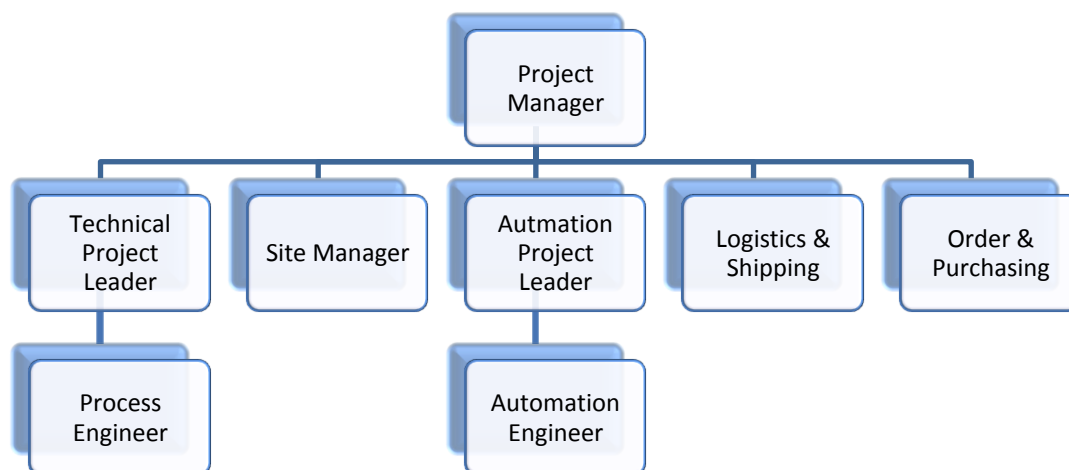 Project
Manager
Technical
Project
Leader
Site Manager
Autmation
Project
Leader
Logistics &
Shipping
Order &
Purchasing
Process
Engineer
Automation
Engineer